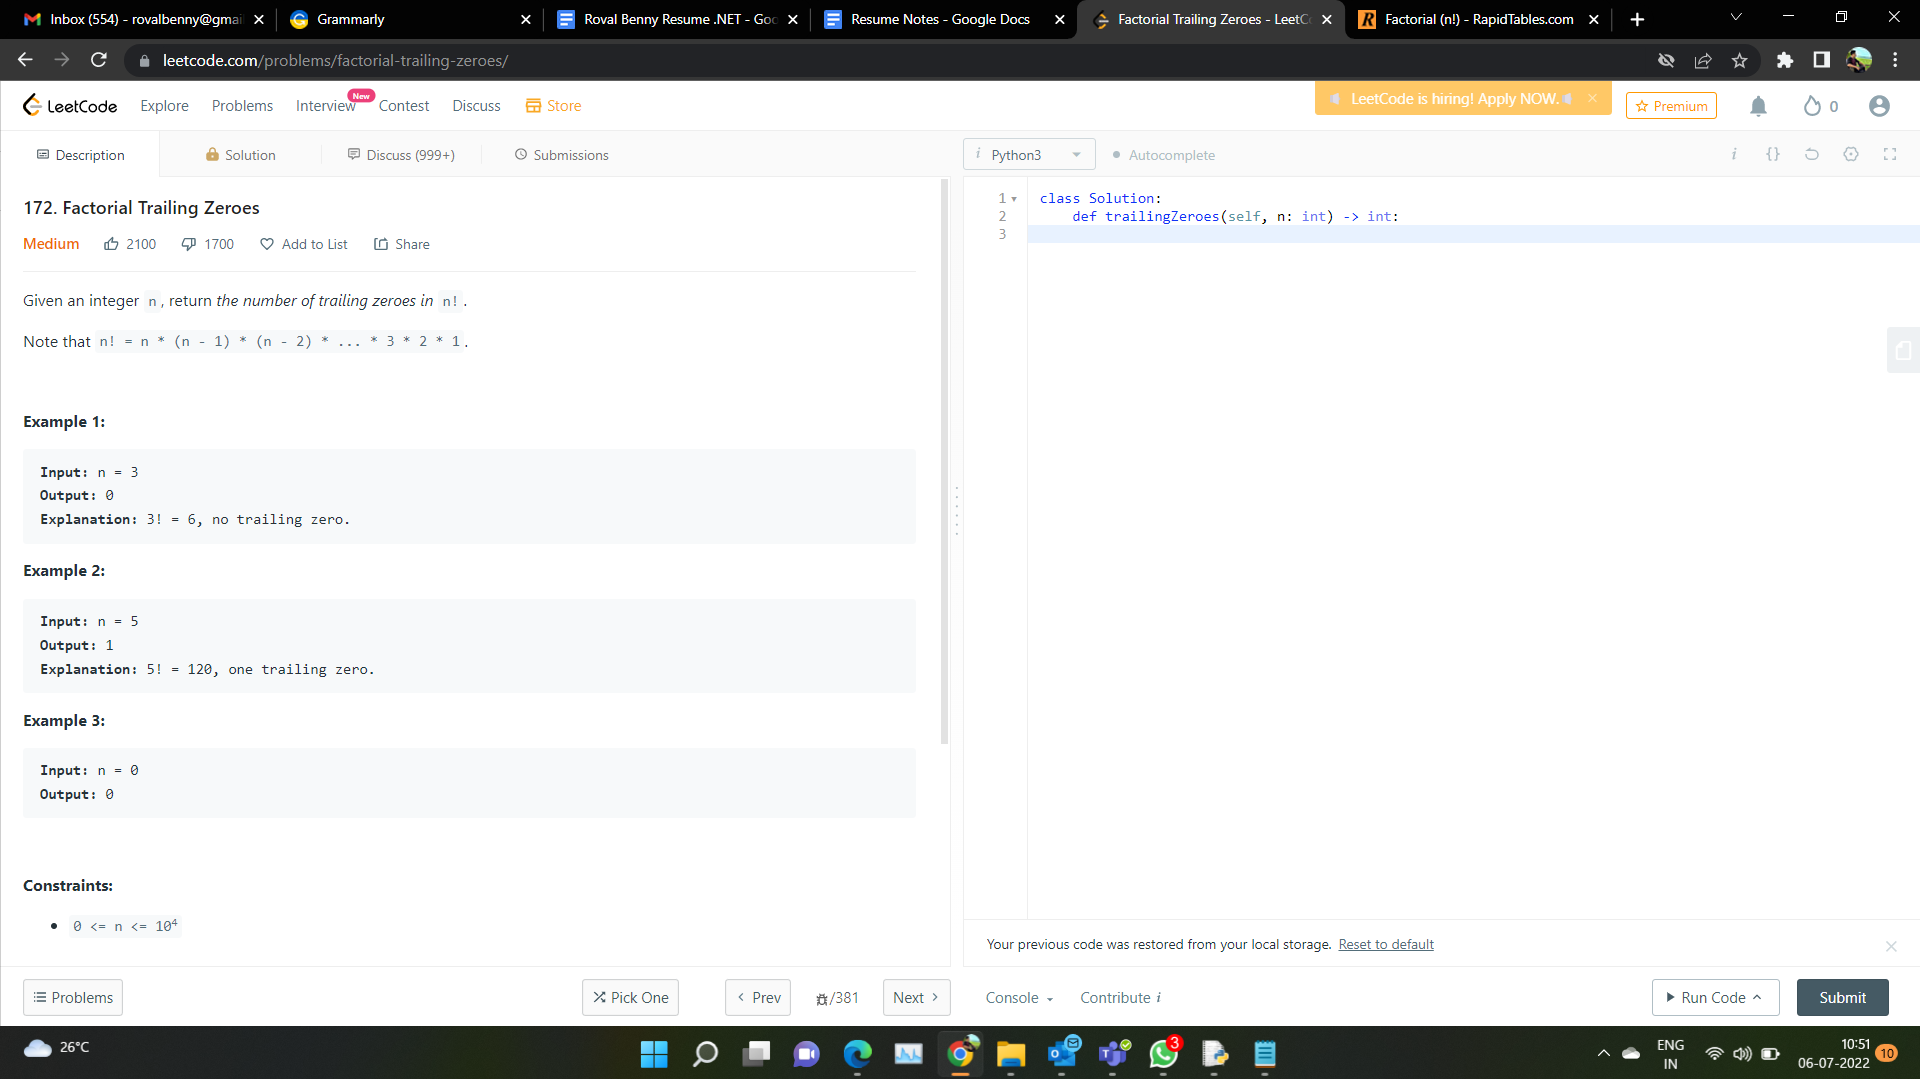 Inbox (554) - rovalbenny@gmai
Grammarly
Roval Benny Resume .NET - Goo
Resume Notes - Google Docs
Factorial Trailing Zeroes - LeetCo
Factorial (n!) - RapidTables.com
leetcode.com/problems/factorial-trailing-zeroes/
LeetCode
Explore
Problems
Interview
New
Contest
Discuss
Store
LeetCode is hiring! Apply NOW.
Premium
0
Description
Solution
Discuss (999+)
Submissions
i Python3
Autocomplete
i {}
172. Factorial Trailing Zeroes
Medium 2100 1700 Add to List Share
Given an integer n, return the number of trailing zeroes in n!.
Note that n! = n * (n - 1) * (n - 2) * ... * 3 * 2 * 1.
Example 1:
Input: n = 3
Output: 0
Explanation: 3! = 6, no trailing zero.
Example 2:
Input: n = 5
Output: 1
Explanation: 5! = 120, one trailing zero.
Example 3:
Input: n = 0
Output: 0
Constraints:
• 0 <= n <= 10⁴
1 class Solution:
2 def trailingZeroes(self, n: int) -> int:
3
Your previous code was restored from your local storage. Reset to default
Problems
Pick One
Prev
/381
Next
Console
Contribute i
Run Code
Submit
26°C
3
ENG
IN
10:51
06-07-2022
10